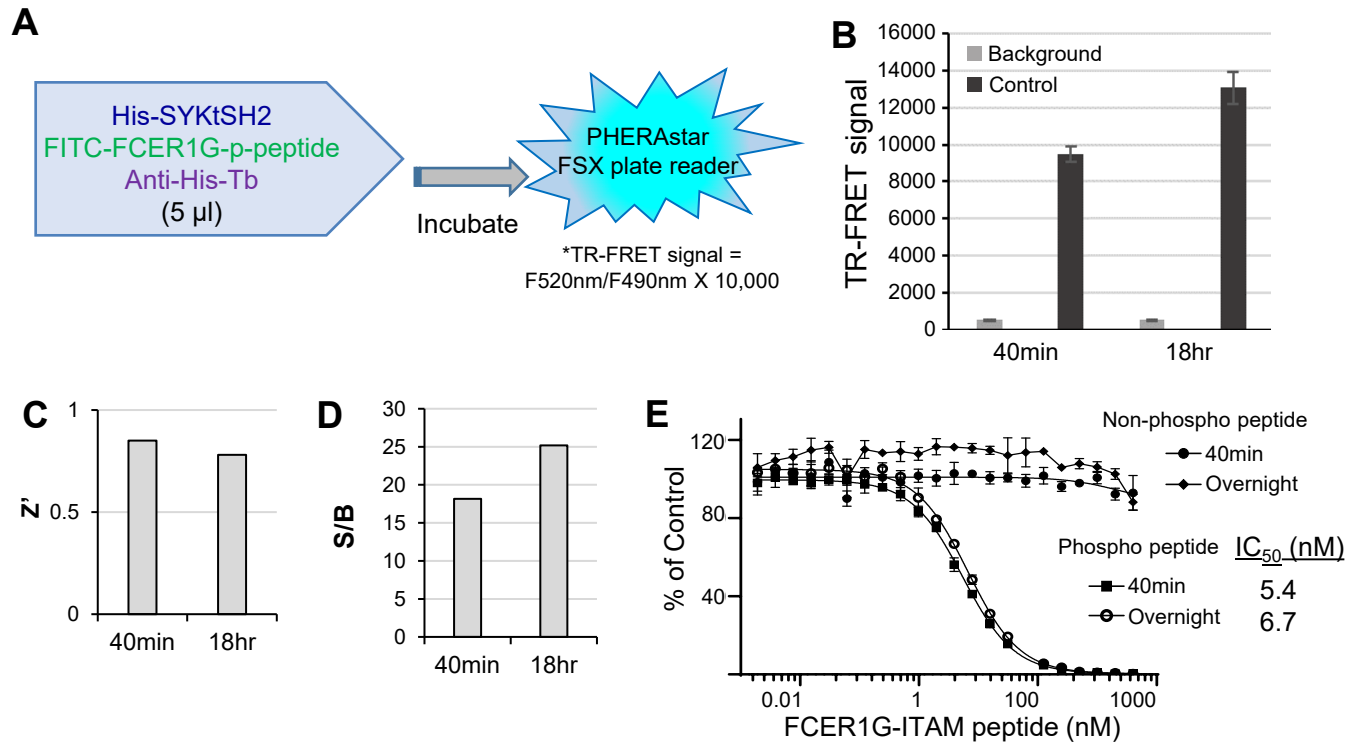 A
His-SYKtSH2
FITC-FCER1G-p-peptide
Anti-His-Tb
(5 µl)
Incubate
PHERAstar
FSX plate reader
*TR-FRET signal =
F520nm/F490nm X 10,000
B
TR-FRET signal
16000
14000
12000
10000
8000
6000
4000
2000
0
Background
Control
40min
18hr
C
Z’
1
0.5
0
40min
18hr
D
S/B
30
25
20
15
10
5
0
40min
18hr
E
% of Control
120
80
40
0.01
1
100
1000
FCER1G-ITAM peptide (nM)
Non-phospho peptide
40min
Overnight
Phospho peptide IC50 (nM)
40min 5.4
Overnight 6.7